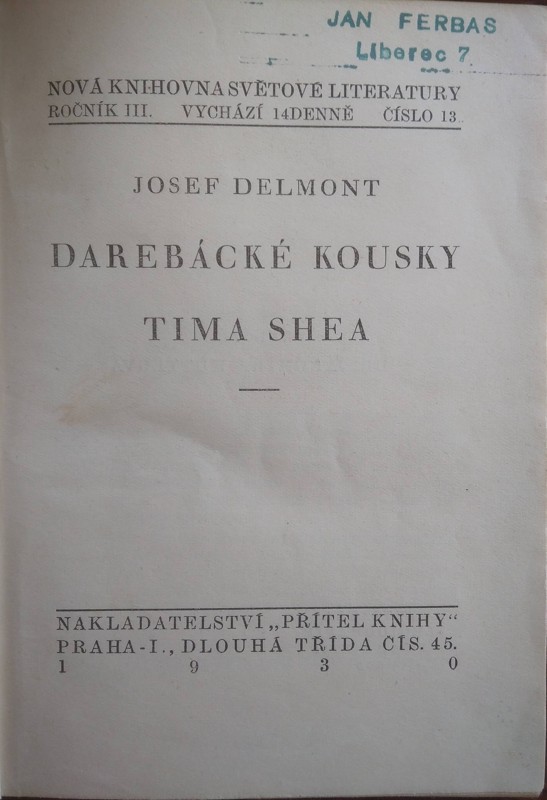 JAN FERBAS
Liberec 7.
NOVÁ KNIHOVNA SVĚTOVÉ LITERATURY
ROČNÍK III. VYCHÁZÍ 14DENNĚ ČÍSLO 13.
JOSEF DELMONT
DAREBÁCKÉ KOUSKY
TIMA SHEA
NAKLADATELSTVÍ „PŘÍTEL KNIHY“
PRAHA-I., DLOUHÁ TŘÍDA ČÍS. 45.
1 9 3 0